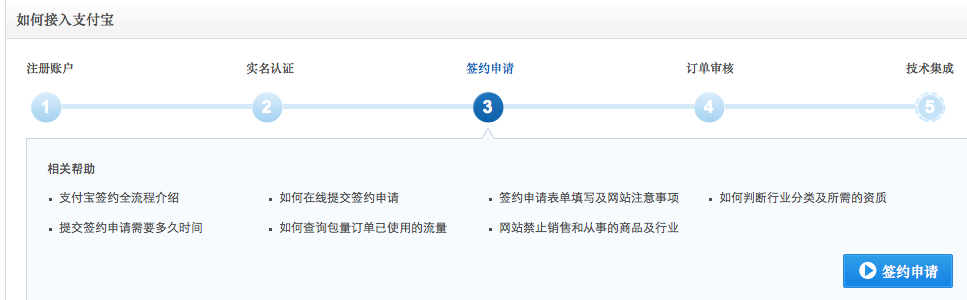 如何接入支付宝
注册账户 实名认证 签约申请 订单审核 技术集成
1 2 3 4 5
相关帮助
支付宝签约全流程介绍 如何在线提交签约申请 签约申请表单填写及网站注意事项 如何判断行业分类及所需的资质
提交签约申请需要多久时间 如何查询包量订单已使用的流量 网站禁止销售和从事的商品及行业
签约申请